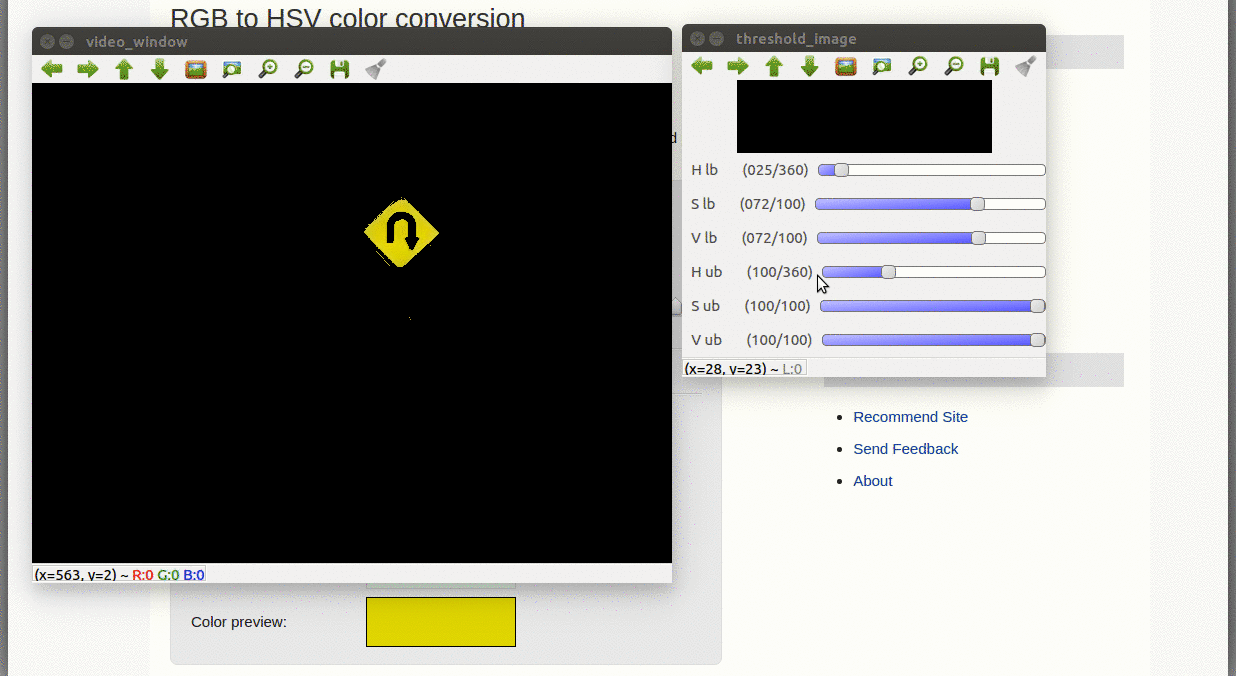 RGB to HSV color conversion
video_window
threshold_image
d
H lb (025/360)
S lb (072/100)
V lb (072/100)
H ub (100/360)
S ub (100/100)
V ub (100/100)
(x=28, y=23) ~ L:0
Recommend Site
Send Feedback
About
(x=563, y=2) ~ R:0 G:0 B:0
Color preview: